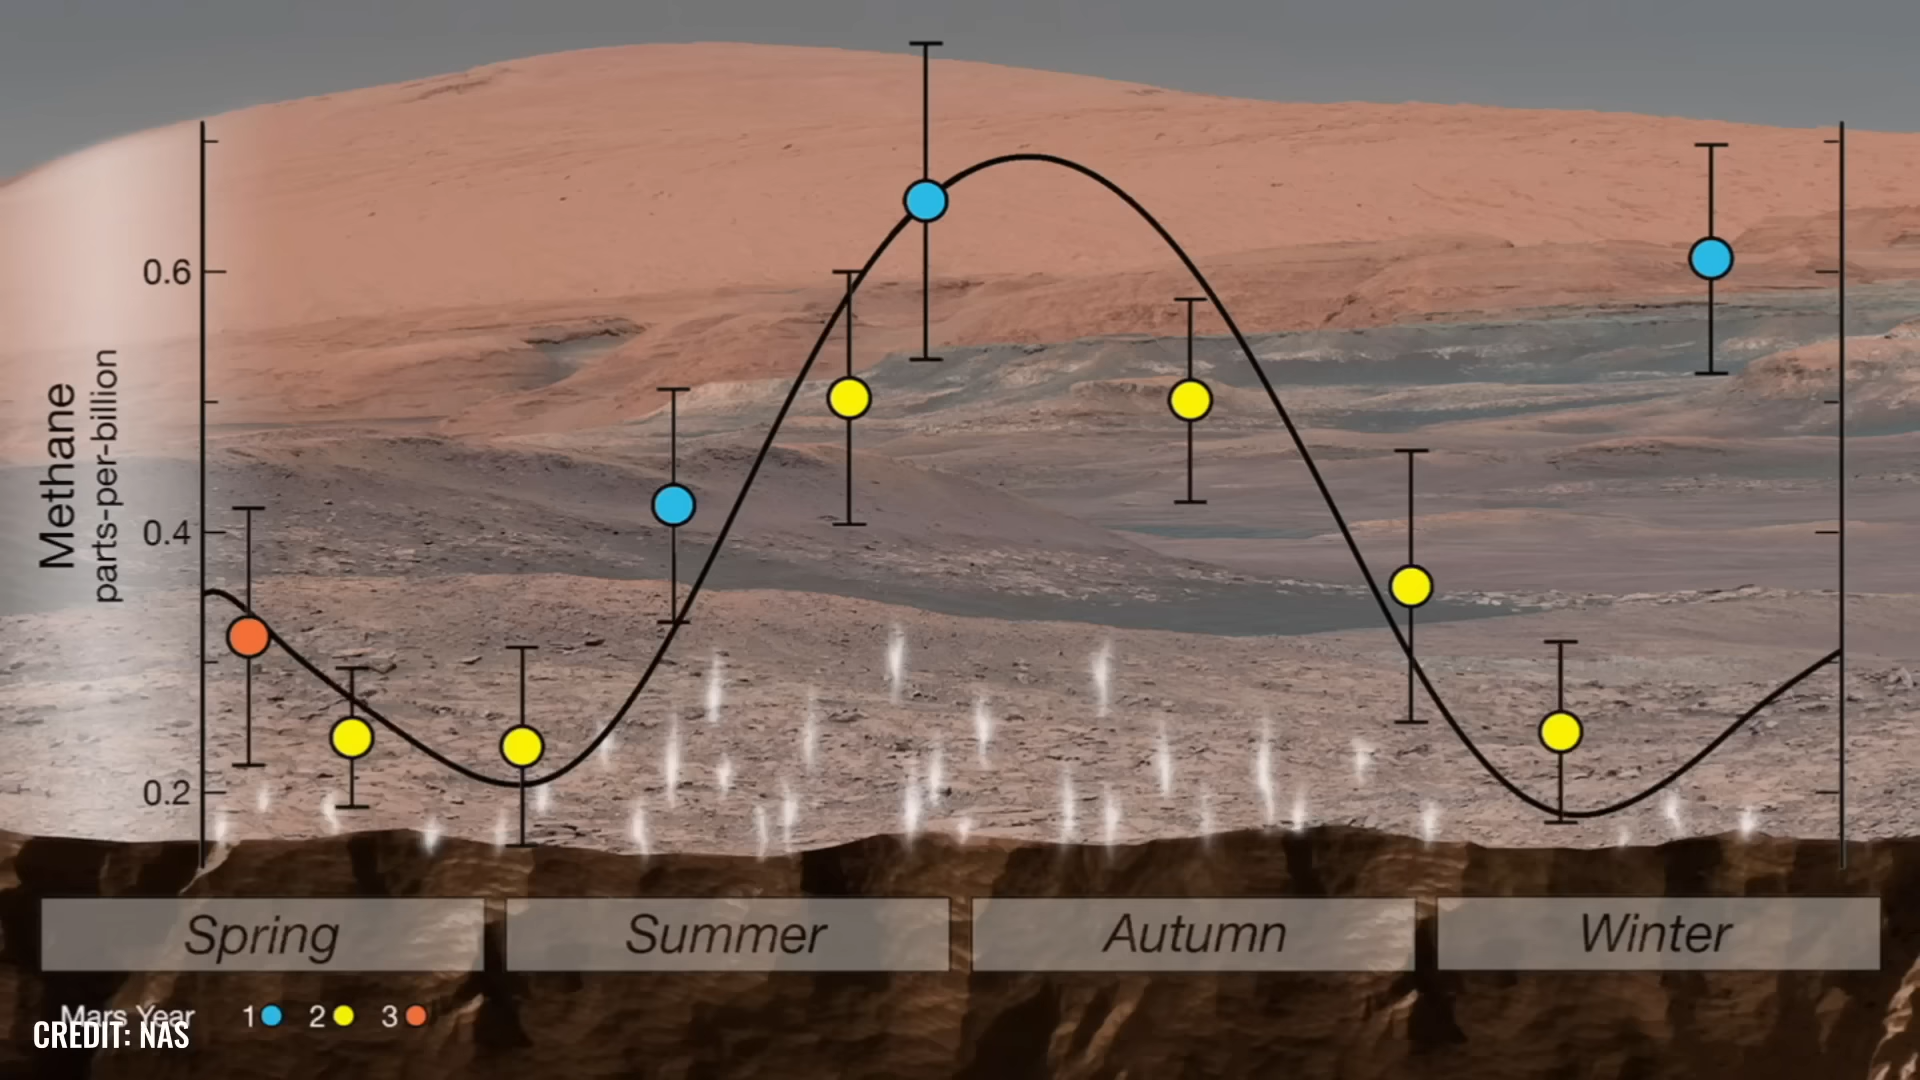 Methane
parts-per-billion
0.6
0.4
0.2
Spring
Summer
Autumn
Winter
Mars Year 1 2 3
CREDIT: NAS